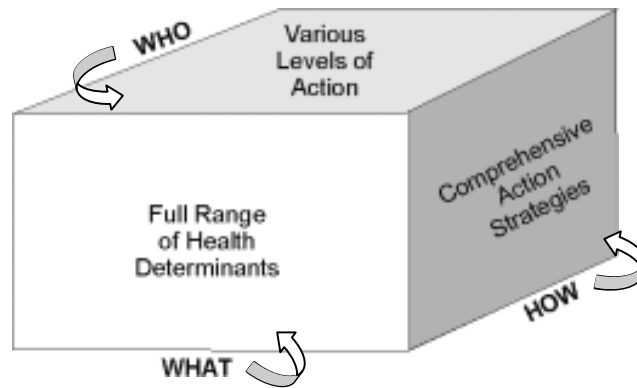 WHO
Various
Levels of
Action
Full Range
of Health
Determinants
Comprehensive
Action
Strategies
WHAT
HOW